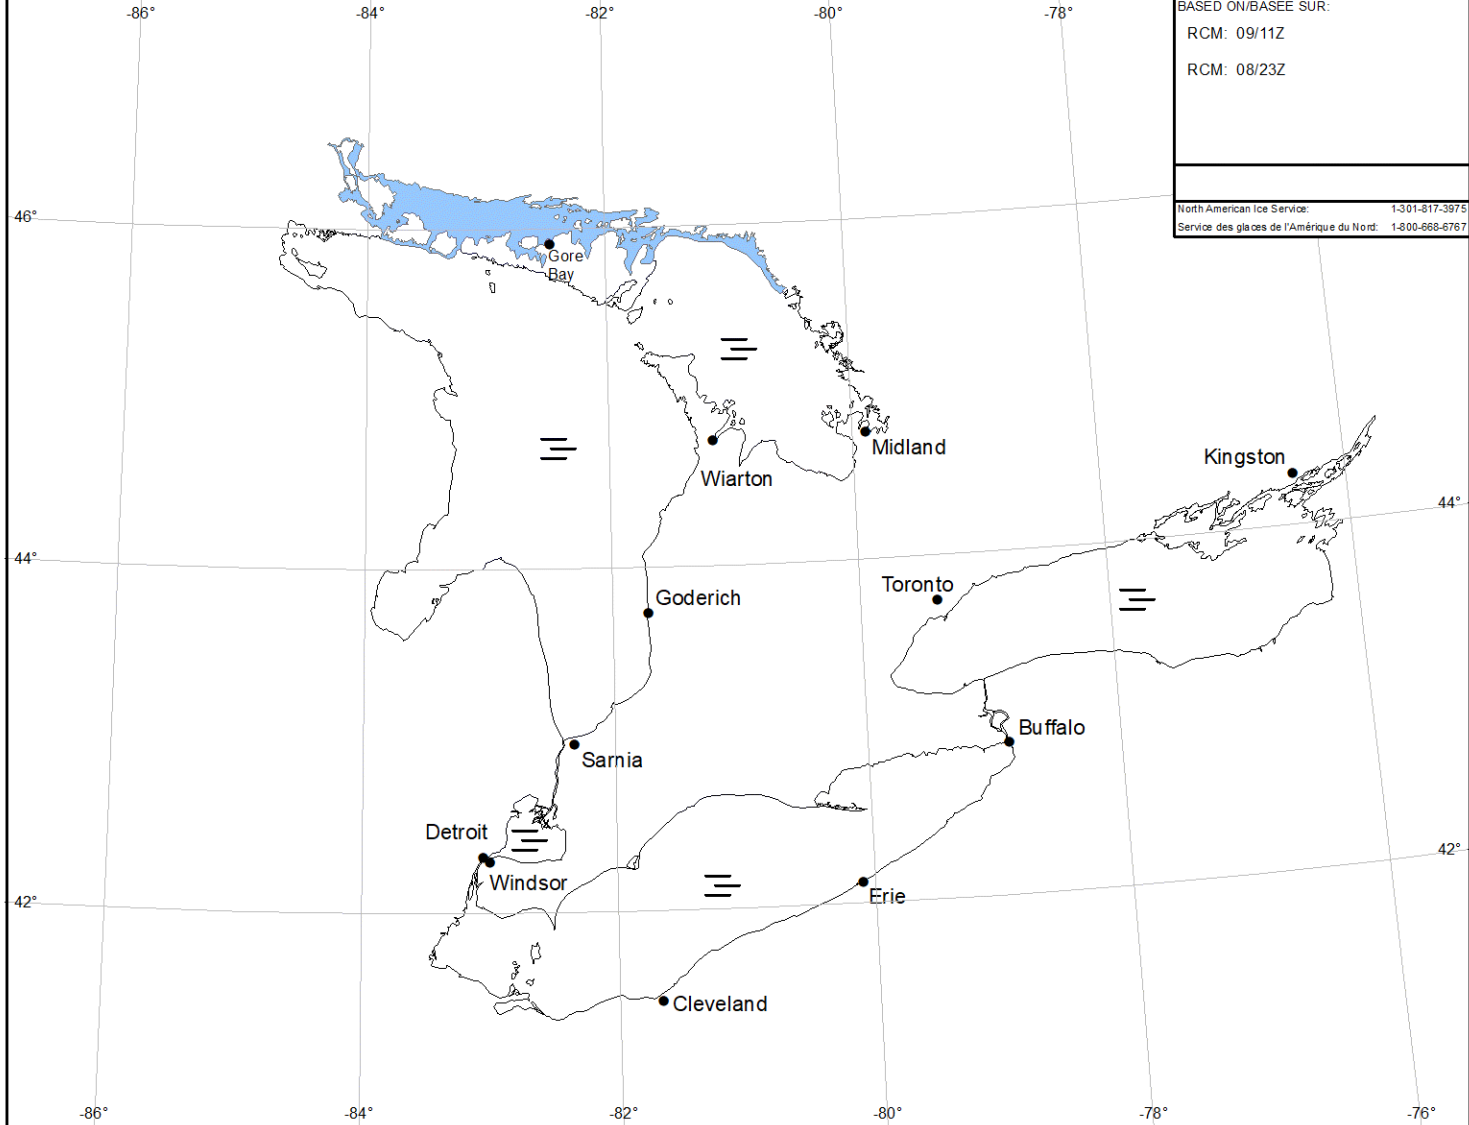 -86°
-84°
-82°
-80°
-78°
BASED ON/BASEE SUR:
RCM: 09/11Z
RCM: 08/23Z
North American Ice Service: 1-301-817-3975
Service des glaces de l'Amérique du Nord: 1-800-668-6767
46°
Gore
Bay
Midland
Wiarton
Kingston
44°
44°
Toronto
Goderich
Buffalo
Sarnia
Detroit
42°
Windsor
Erie
42°
Cleveland
-86°
-84°
-82°
-80°
-78°
-76°